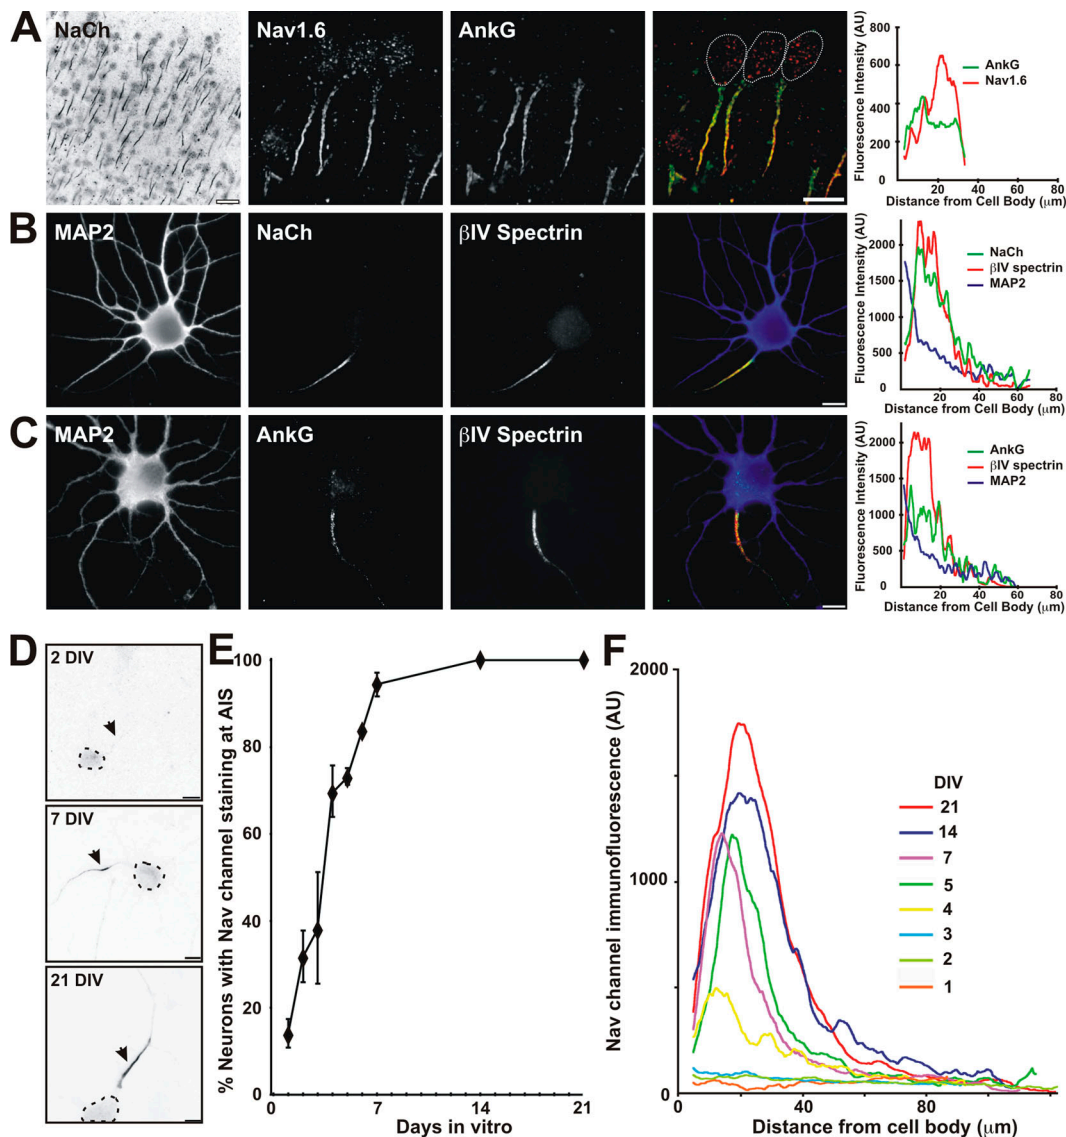 A
NaCh
Nav1.6
AnkG
Fluorescence Intensity (AU)
800
600
400
200
0
AnkG
Nav1.6
0 20 40 60 80
Distance from Cell Body (μm)
B
MAP2
NaCh
βIV Spectrin
Fluorescence Intensity (AU)
2000
1500
1000
500
0
NaCh
βIV spectrin
MAP2
0 20 40 60 80
Distance from Cell Body (μm)
C
MAP2
AnkG
βIV Spectrin
Fluorescence Intensity (AU)
2000
1500
1000
500
0
AnkG
βIV spectrin
MAP2
0 20 40 60 80
Distance from Cell Body (μm)
D
2 DIV
7 DIV
21 DIV
E
% Neurons with Nav channel staining at AIS
100
80
60
40
20
0
0 7 14 21
Days in vitro
F
Nav channel immunofluorescence (AU)
2000
1000
0
DIV
21
14
7
5
4
3
2
1
0 40 80
Distance from cell body (μm)